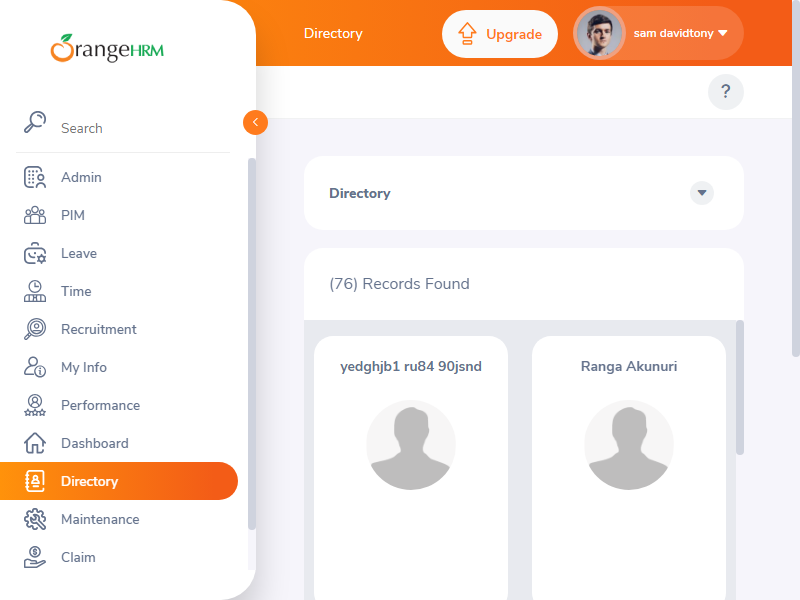 OrangeHRM
Search
Admin
PIM
Leave
Time
Recruitment
My Info
Performance
Dashboard
Directory
Maintenance
Claim
Directory
Upgrade
sam davidtony
?
Directory
(76) Records Found
yedghjb1 ru84 90jsnd
Ranga Akunuri